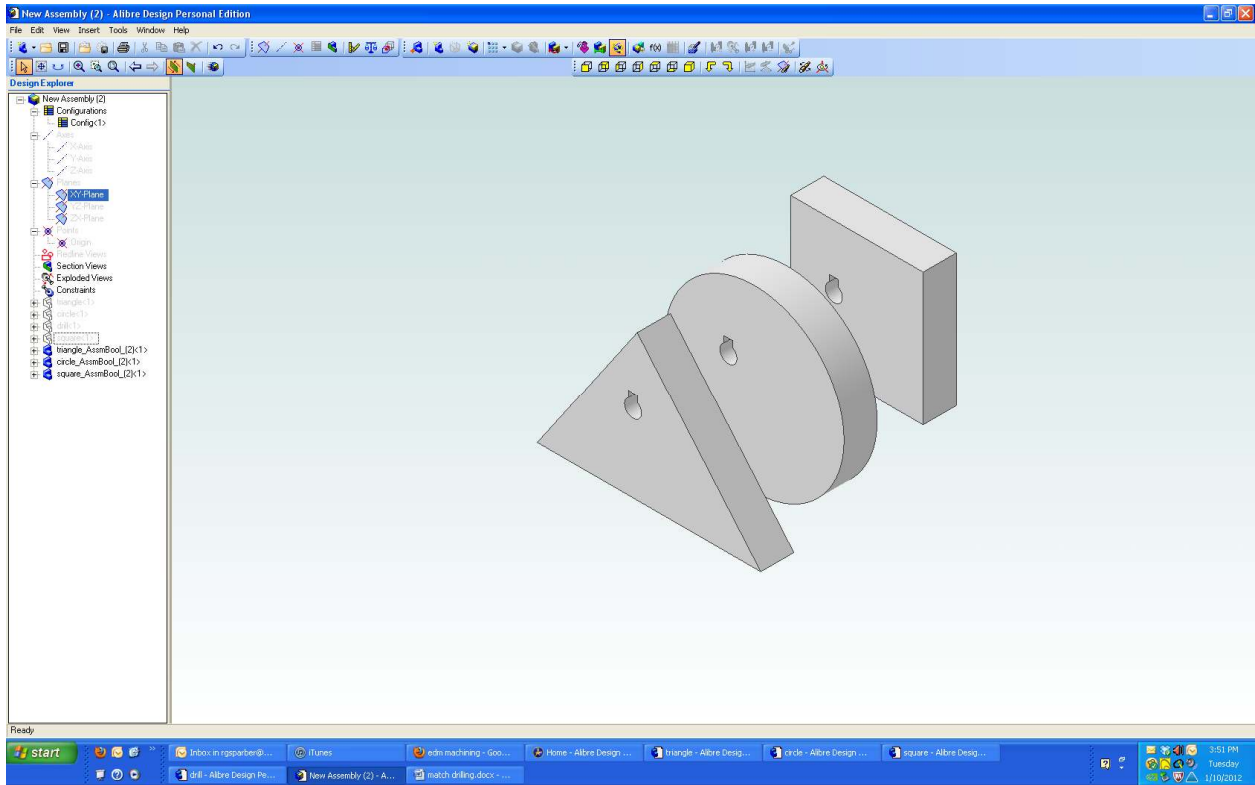 New Assembly (2) - Alibre Design Personal Edition
File Edit View Insert Tools Window Help
Design Explorer
New Assembly (2)
Configurations
Config<1>
Axes
X-Axis
Y-Axis
Z-Axis
Planes
XY-Plane
YZ-Plane
ZX-Plane
Points
Origin
Redline Views
Section Views
Exploded Views
Constraints
triangle<1>
circle<1>
drill<1>
square<1>
triangle_AssmBool_(2)<1>
circle_AssmBool_(2)<1>
square_AssmBool_(2)<1>
Ready
start
Inbox in rgsparber@...
iTunes
edm machining - Goo...
Home - Alibre Design ...
triangle - Alibre Desig...
circle - Alibre Design ...
square - Alibre Desig...
3:51 PM
drill - Alibre Design Pe...
New Assembly (2) - A...
match drilling.docx - ...
Tuesday
1/10/2012